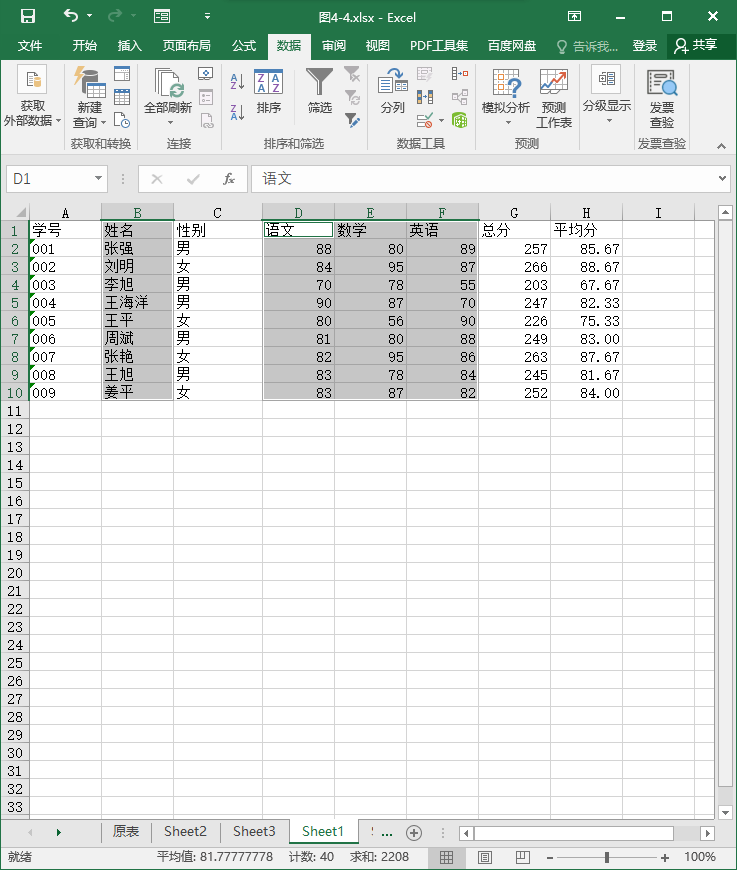 图4-4.xlsx - Excel
文件 开始 插入 页面布局 公式 数据 审阅 视图 PDF工具集 百度网盘 告诉我... 登录 共享
获取 外部数据
新建 查询
全部刷新
排序
筛选
分列
模拟分析
预测 工作表
分级显示
发票 查验
获取和转换 连接 排序和筛选 数据工具 预测 发票查验
D1 fx 语文
A B C D E F G H I
1 学号 姓名 性别 语文 数学 英语 总分 平均分
2 001 张强 男 88 80 89 257 85.67
3 002 刘明 女 84 95 87 266 88.67
4 003 李旭 男 70 78 55 203 67.67
5 004 王海洋 男 90 87 70 247 82.33
6 005 王平 女 80 56 90 226 75.33
7 006 周斌 男 81 80 88 249 83.00
8 007 张艳 女 82 95 86 263 87.67
9 008 王旭 男 83 78 84 245 81.67
10 009 姜平 女 83 87 82 252 84.00
11
12
13
14
15
16
17
18
19
20
21
22
23
24
25
26
27
28
29
30
31
32
33
原表 Sheet2 Sheet3 Sheet1 ...
就绪 平均值: 81.77777778 计数: 40 求和: 2208 100%